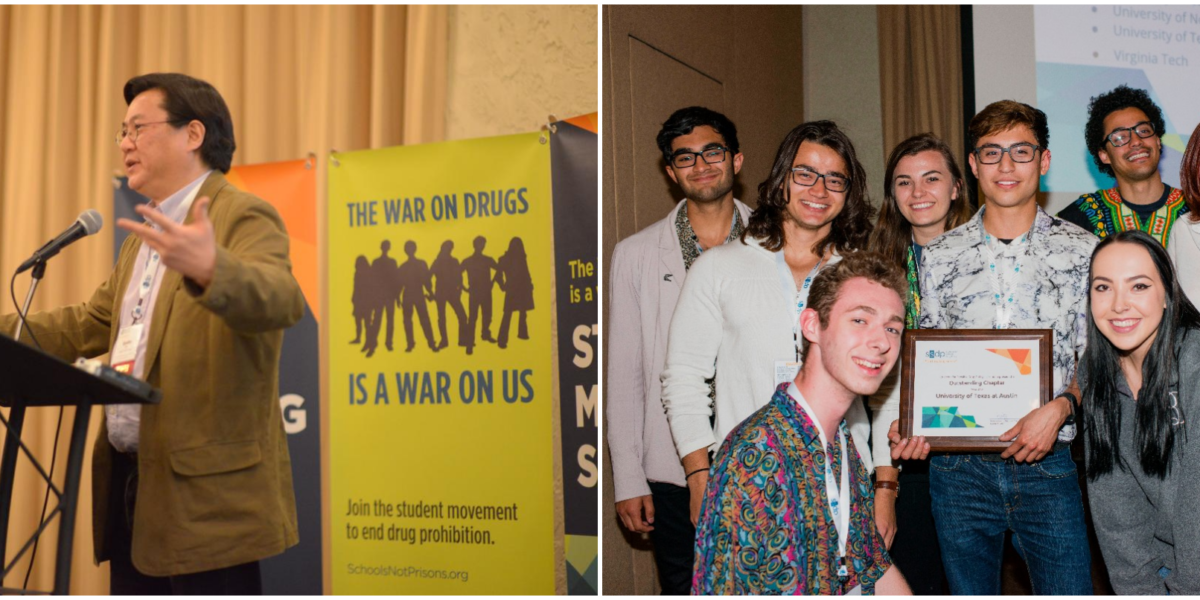 THE WAR ON DRUGS
IS A WAR ON US
Join the student movement
to end drug prohibition.
SchoolsNotPrisons.org
The
is a
ST
M
S
G
University of N
University of Te
Virginia Tech
Outstanding Chapter
University of Texas at Austin